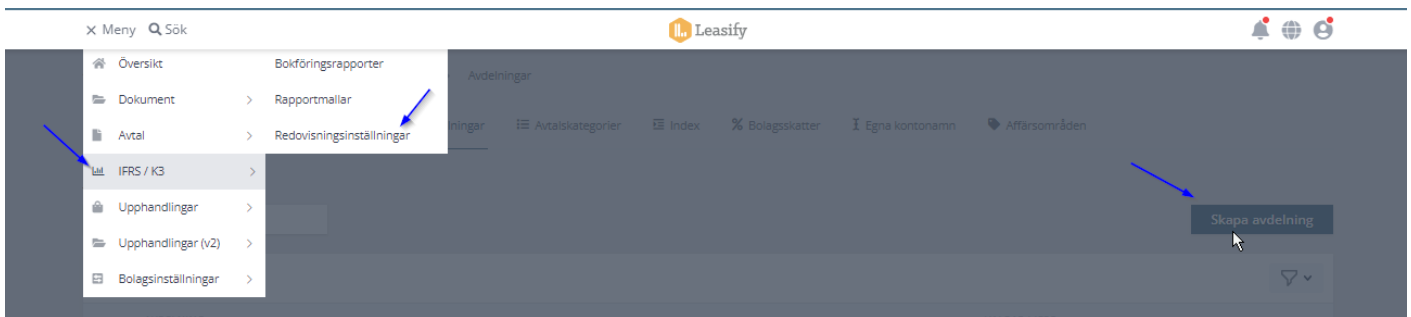 Meny Sök Leasify
Översikt Bokföringsrapporter Avdelningar
Dokument Rapportmallar
Avtal Redovisningsinställningar ningar Avtalskategorier Index Bolagsskatter Egna kontonamn Affärsområden
IFRS / K3
Upphandlingar Skapa avdelning
Upphandlingar (v2)
Bolagsinställningar